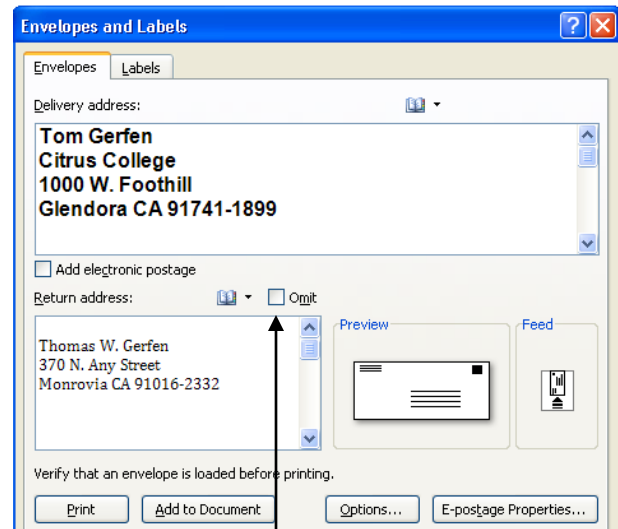 Envelopes and Labels
Envelopes Labels
Delivery address:
Tom Gerfen
Citrus College
1000 W. Foothill
Glendora CA 91741-1899
Add electronic postage
Return address: Omit
Thomas W. Gerfen
370 N. Any Street
Monrovia CA 91016-2332
Preview
Feed
Verify that an envelope is loaded before printing.
Print Add to Document Options... E-postage Properties...